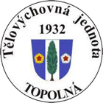 Tělovýchovná jednota
1932
TOPOLNÁ